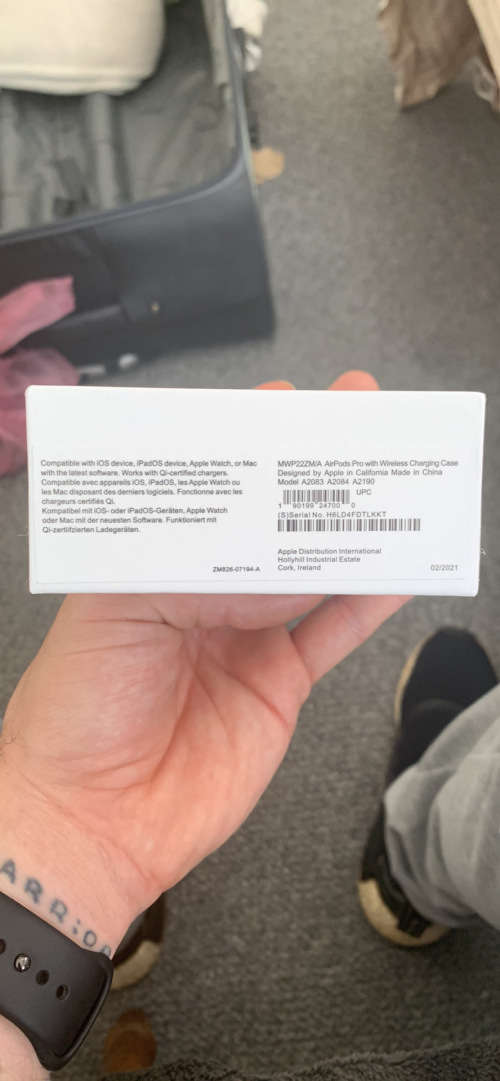 Compatible with iOS device, iPadOS device, Apple Watch, or Mac
with the latest software. Works with Qi-certified chargers.
Compatible avec appareils iOS, iPadOS, les Apple Watch ou
les Mac disposant des derniers logiciels. Fonctionne avec les
chargeurs certifiés Qi.
Kompatibel mit iOS- oder iPadOS-Geräten, Apple Watch
oder Mac mit der neuesten Software. Funktioniert mit
Qi-zertifizierten Ladegeräten.
ZM826-07194-A
MWP22ZM/A AirPods Pro with Wireless Charging Case
Designed by Apple in California Made in China
Model A2083 A2084 A2190
UPC
1 90199 24700 0
(S)Serial No. H6LD4FDTLKKT
Apple Distribution International
Hollyhill Industrial Estate
Cork, Ireland
02/2021